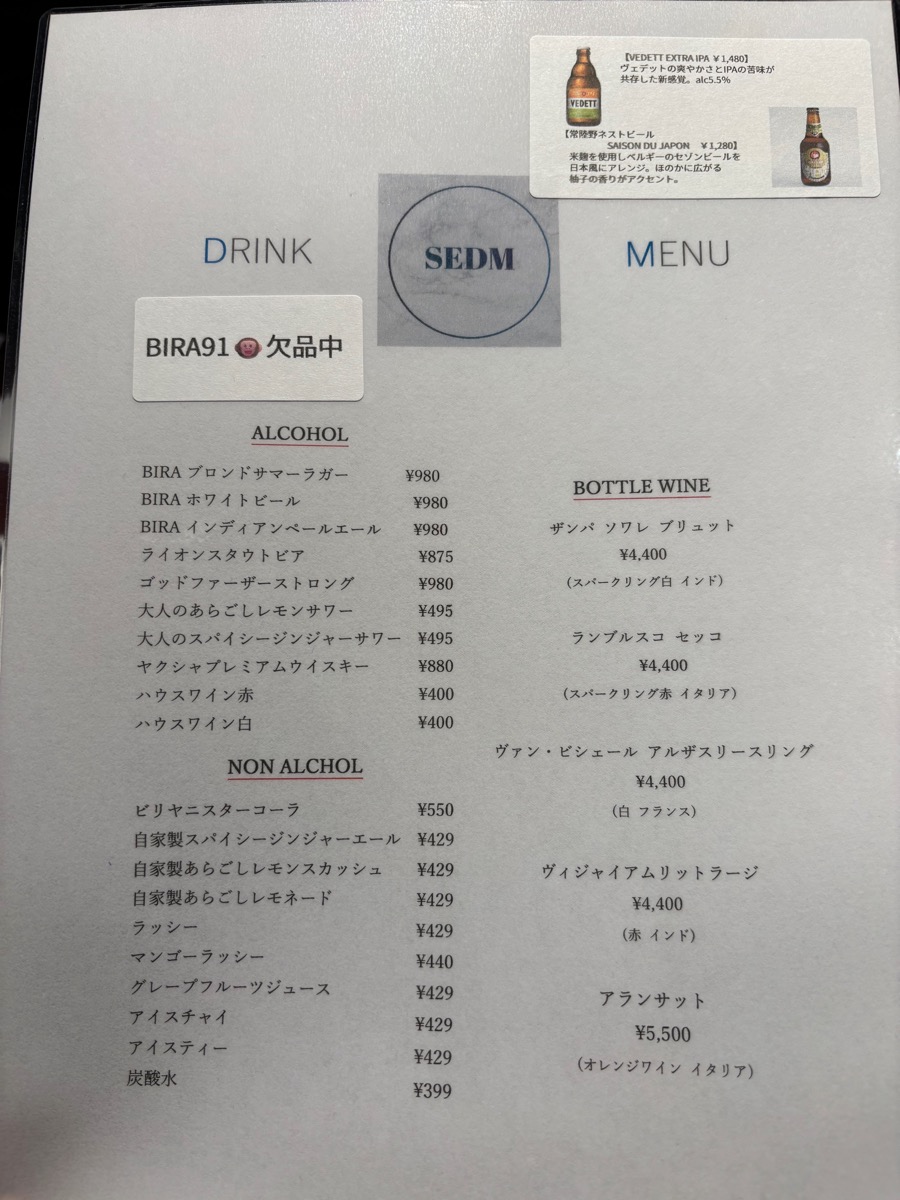 【VEDETT EXTRA IPA ￥1,480】
ヴェデットの爽やかさとIPAの苦味が
共存した新感覚。alc5.5%
VEDETT
【常陸野ネストビール
SAISON DU JAPON ￥1,280】
米麹を使用しベルギーのセゾンビールを
日本風にアレンジ。ほのかに広がる
柚子の香りがアクセント。
DRINK
SEDM
MENU
BIRA91 欠品中
ALCOHOL
BIRA ブロンドサマーラガー ¥980
BIRA ホワイトビール ¥980
BIRA インディアンペールエール ¥980
ライオンスタウトビア ¥875
ゴッドファーザーストロング ¥980
大人のあらごしレモンサワー ¥495
大人のスパイシージンジャーサワー ¥495
ヤクシャプレミアムウイスキー ¥880
ハウスワイン赤 ¥400
ハウスワイン白 ¥400
NON ALCHOL
ビリヤニスターコーラ ¥550
自家製スパイシージンジャーエール ¥429
自家製あらごしレモンスカッシュ ¥429
自家製あらごしレモネード ¥429
ラッシー ¥429
マンゴーラッシー ¥440
グレープフルーツジュース ¥429
アイスチャイ ¥429
アイスティー ¥429
炭酸水 ¥399
BOTTLE WINE
ザンパ ソワレ ブリュット
¥4,400
(スパークリング白 インド)
ランブルスコ セッコ
¥4,400
(スパークリング赤 イタリア)
ヴァン・ビシェール アルザスリースリング
¥4,400
(白 フランス)
ヴィジャイアムリットラージ
¥4,400
(赤 インド)
アランサット
¥5,500
(オレンジワイン イタリア)